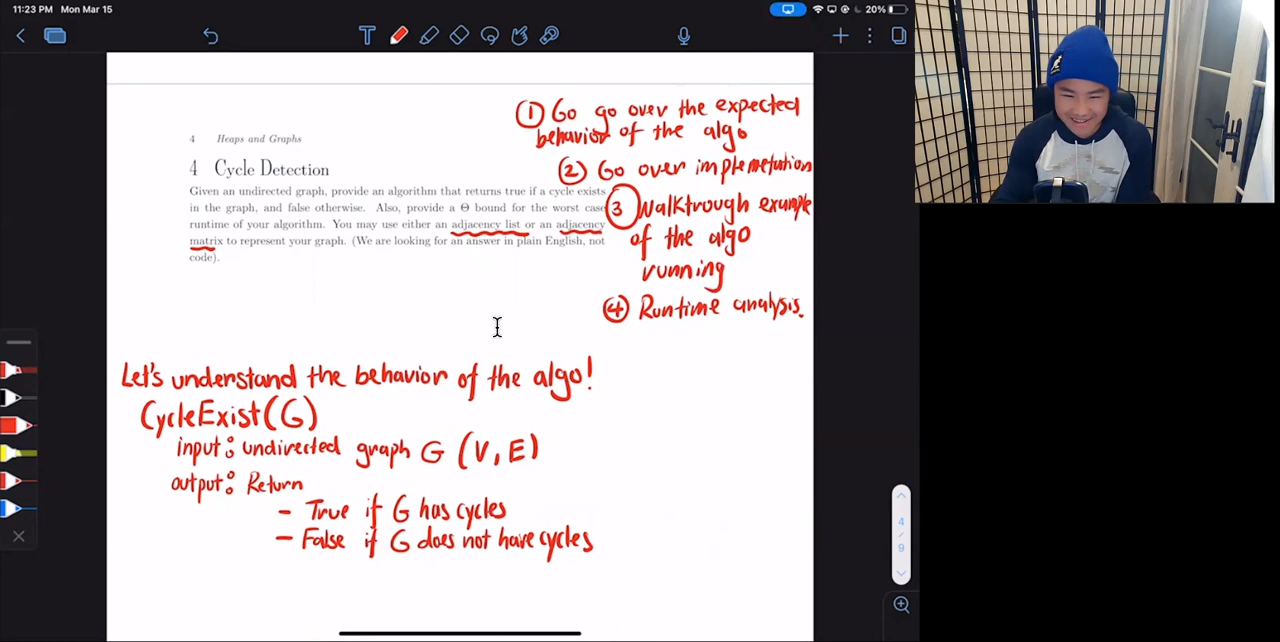 11:23 PM Mon Mar 15
20%
4 Heaps and Graphs
4 Cycle Detection
Given an undirected graph, provide an algorithm that returns true if a cycle exists
in the graph, and false otherwise. Also, provide a Θ bound for the worst case
runtime of your algorithm. You may use either an adjacency list or an adjacency
matrix to represent your graph. (We are looking for an answer in plain English, not
code).
① Go go over the expected
behavior of the algo
② Go over implemetation
③ Walktrough example
of the algo
running
④ Runtime analysis.
Let's understand the behavior of the algo!
CycleExist(G)
input: undirected graph G (V, E)
output: Return
- True if G has cycles
- False if G does not have cycles
4
/
9